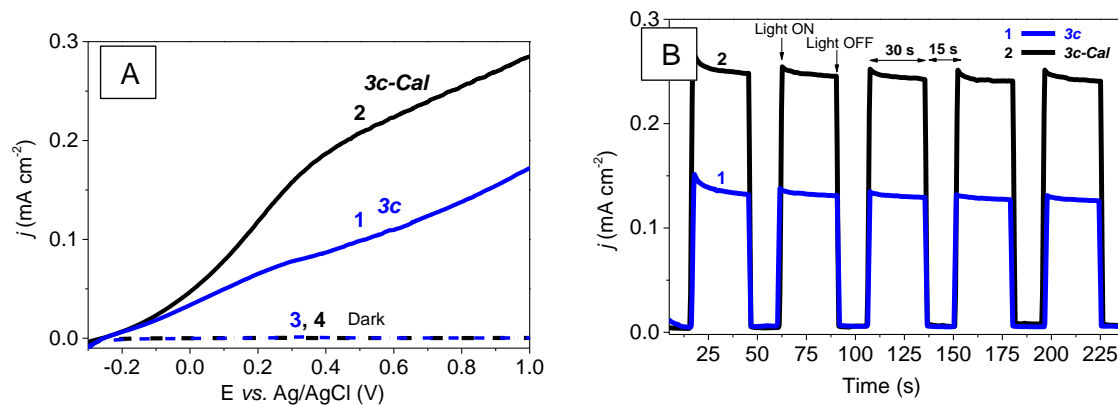 A
0.3
0.2
0.1
0.0
j (mA cm-2)
3c-Cal
2
1 3c
3, 4 Dark
-0.2 0.0 0.2 0.4 0.6 0.8 1.0
E vs. Ag/AgCl (V)
B
0.3
0.2
0.1
0.0
j (mA cm-2)
Light ON
Light OFF
30 s 15 s
1 3c
2 3c-Cal
2
1
25 50 75 100 125 150 175 200 225
Time (s)